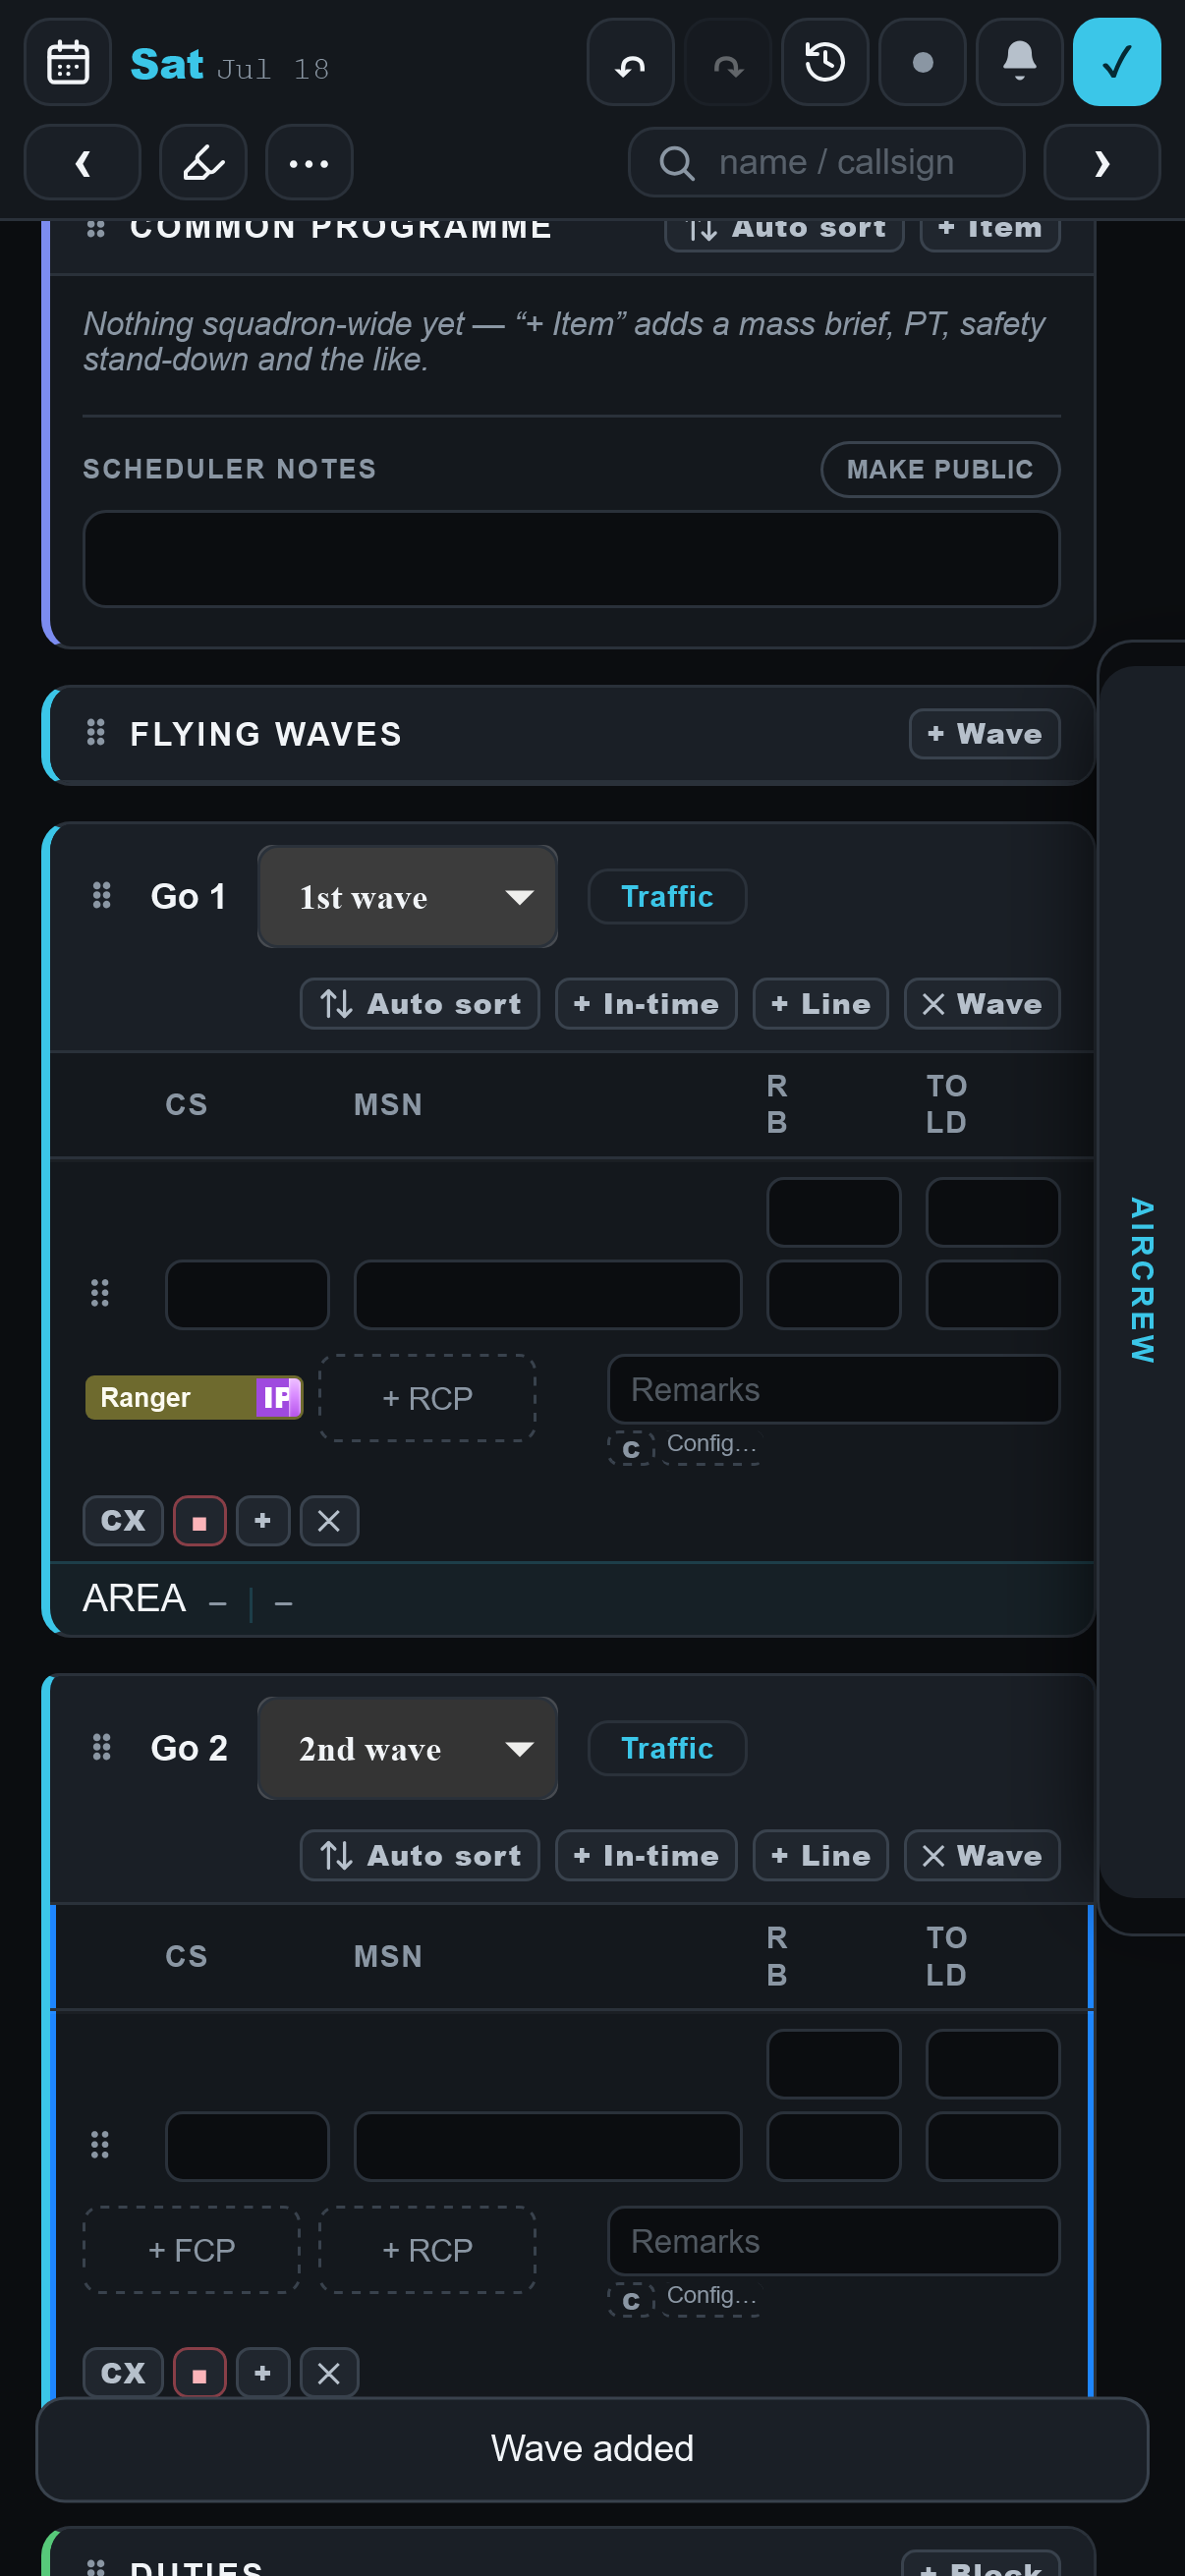 Sat Jul 18
name / callsign
COMMON PROGRAMME
Auto sort
+ Item
Nothing squadron-wide yet — “+ Item” adds a mass brief, PT, safety
stand-down and the like.
SCHEDULER NOTES
MAKE PUBLIC
FLYING WAVES
+ Wave
Go 1
1st wave
Traffic
Auto sort
+ In-time
+ Line
× Wave
CS
MSN
R
B
TO
LD
Ranger
IP
+ RCP
Remarks
C
Config…
CX
+
×
AREA – | –
AIRCREW
Go 2
2nd wave
Traffic
Auto sort
+ In-time
+ Line
× Wave
CS
MSN
R
B
TO
LD
+ FCP
+ RCP
Remarks
C
Config…
CX
+
×
Wave added
DUTIES
+ Block